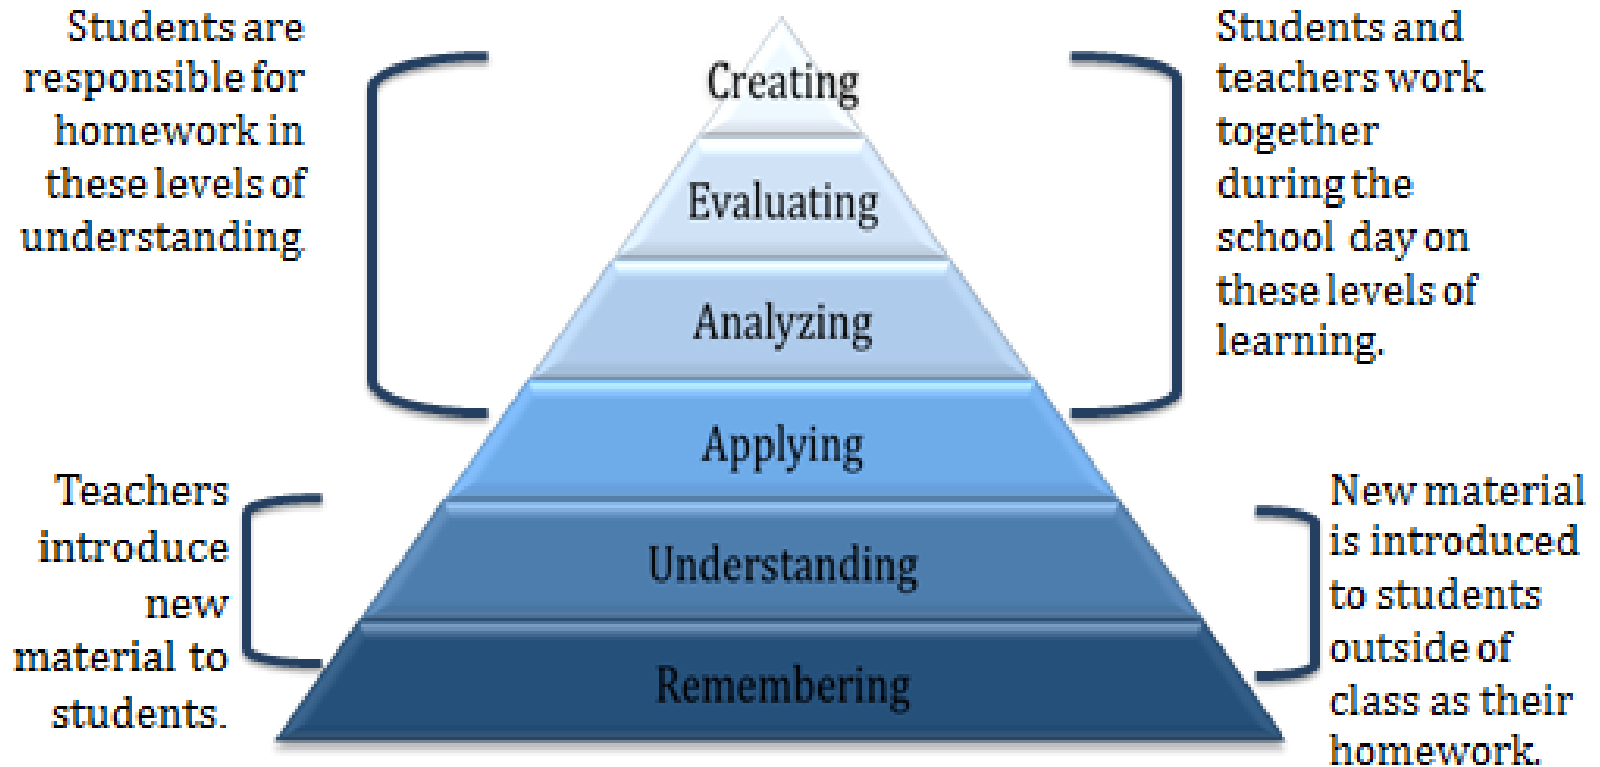 Students are
responsible for
homework in
these levels of
understanding
Teachers
introduce
new
material to
students.
Creating
Evaluating
Analyzing
Applying
Understanding
Remembering
Students and
teachers work
together
during the
school day on
these levels of
learning.
New material
is introduced
to students
outside of
class as their
homework.